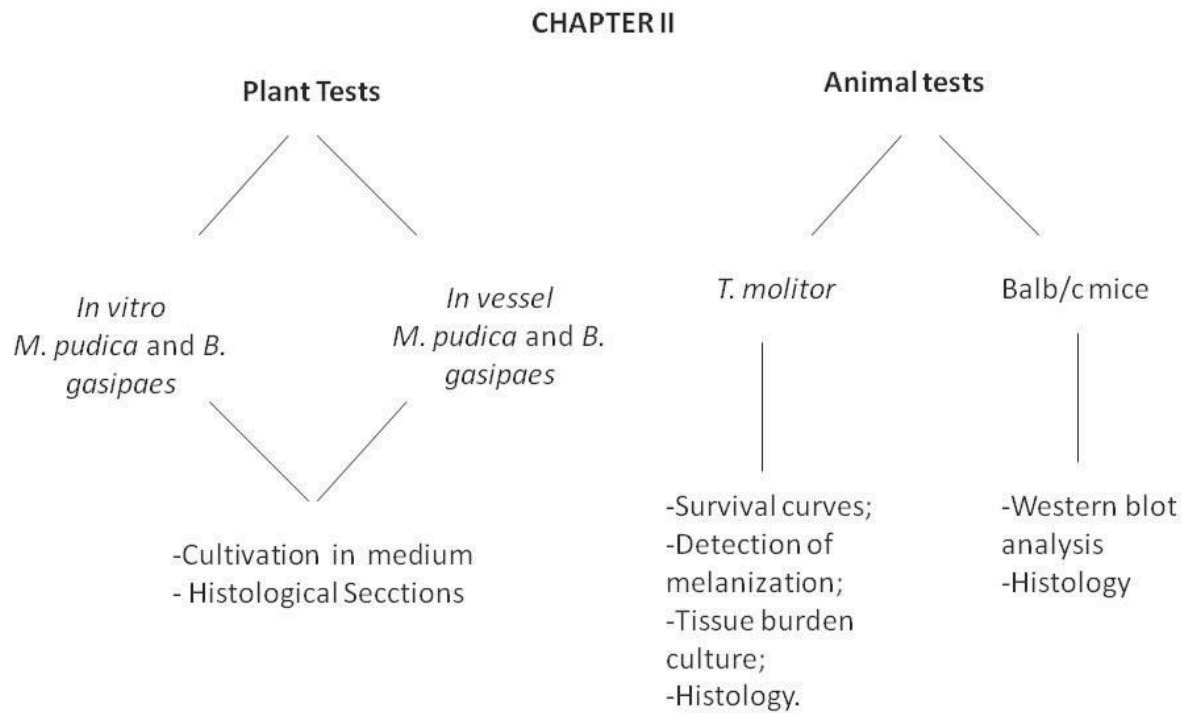 CHAPTER II
Plant Tests
In vitro
M. pudica and B.
gasipaes
In vessel
M. pudica and B.
gasipaes
-Cultivation in medium
- Histological Secctions
Animal tests
T. molitor
-Survival curves;
-Detection of
melanization;
-Tissue burden
culture;
-Histology.
Balb/c mice
-Western blot
analysis
-Histology